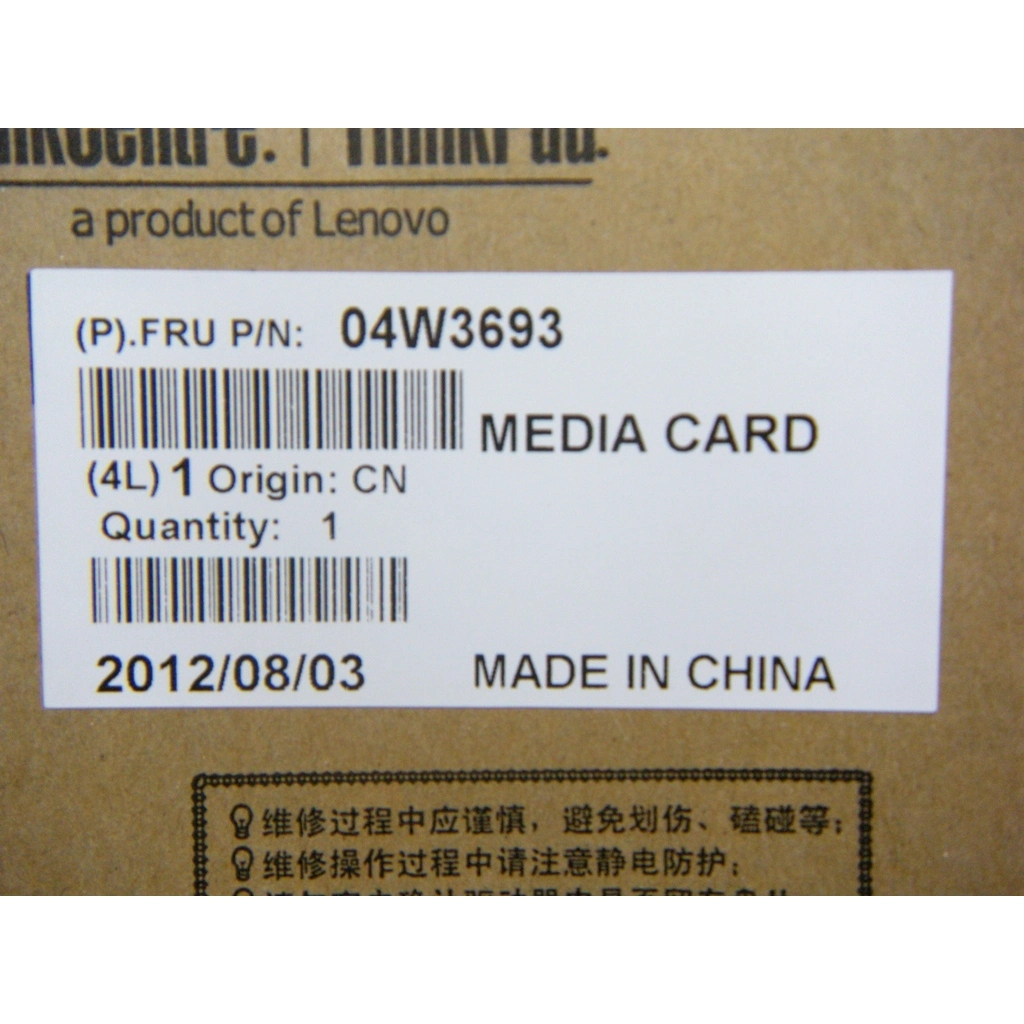 ThinkPad.
a product of Lenovo
(P).FRU P/N: 04W3693
MEDIA CARD
(4L) 1 Origin: CN
Quantity: 1
2012/08/03 MADE IN CHINA
维修过程中应谨慎，避免划伤、磕碰等；
维修操作过程中请注意静电防护；